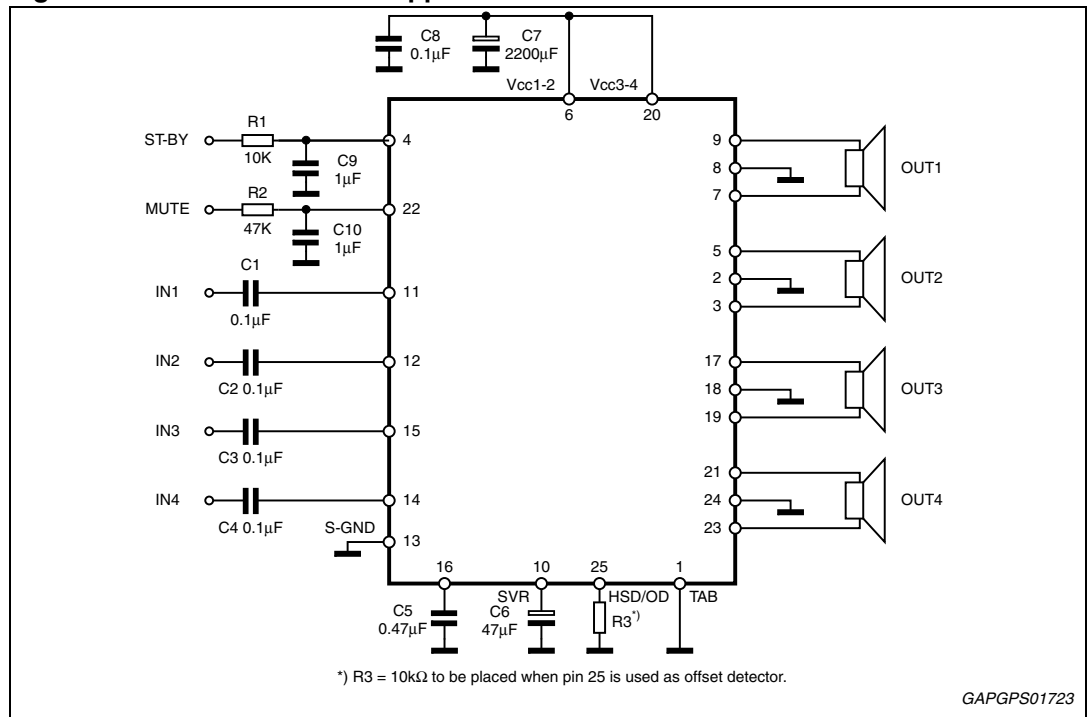 C8
0.1µF
C7
2200µF
Vcc1-2
Vcc3-4
6
20
ST-BY
R1
10K
4
C9
1µF
MUTE
R2
47K
22
C10
1µF
IN1
C1
0.1µF
11
IN2
C2 0.1µF
12
IN3
C3 0.1µF
15
IN4
C4 0.1µF
14
S-GND
13
9
8
7
OUT1
5
2
3
OUT2
17
18
19
OUT3
21
24
23
OUT4
16
10
25
1
SVR
HSD/OD
TAB
C5
0.47µF
C6
47µF
R3*)
*) R3 = 10kΩ to be placed when pin 25 is used as offset detector.
GAPGPS01723